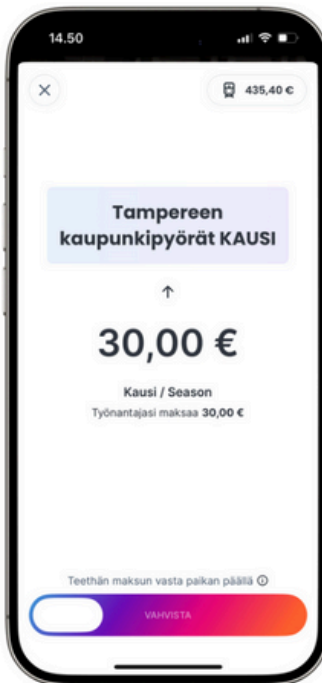 14.50
435,40 €
Tampereen
kaupunkipyörät KAUSI
30,00 €
Kausi / Season
Työnantajasi maksaa 30,00 €
Teethän maksun vasta paikan päällä
VAHVISTA